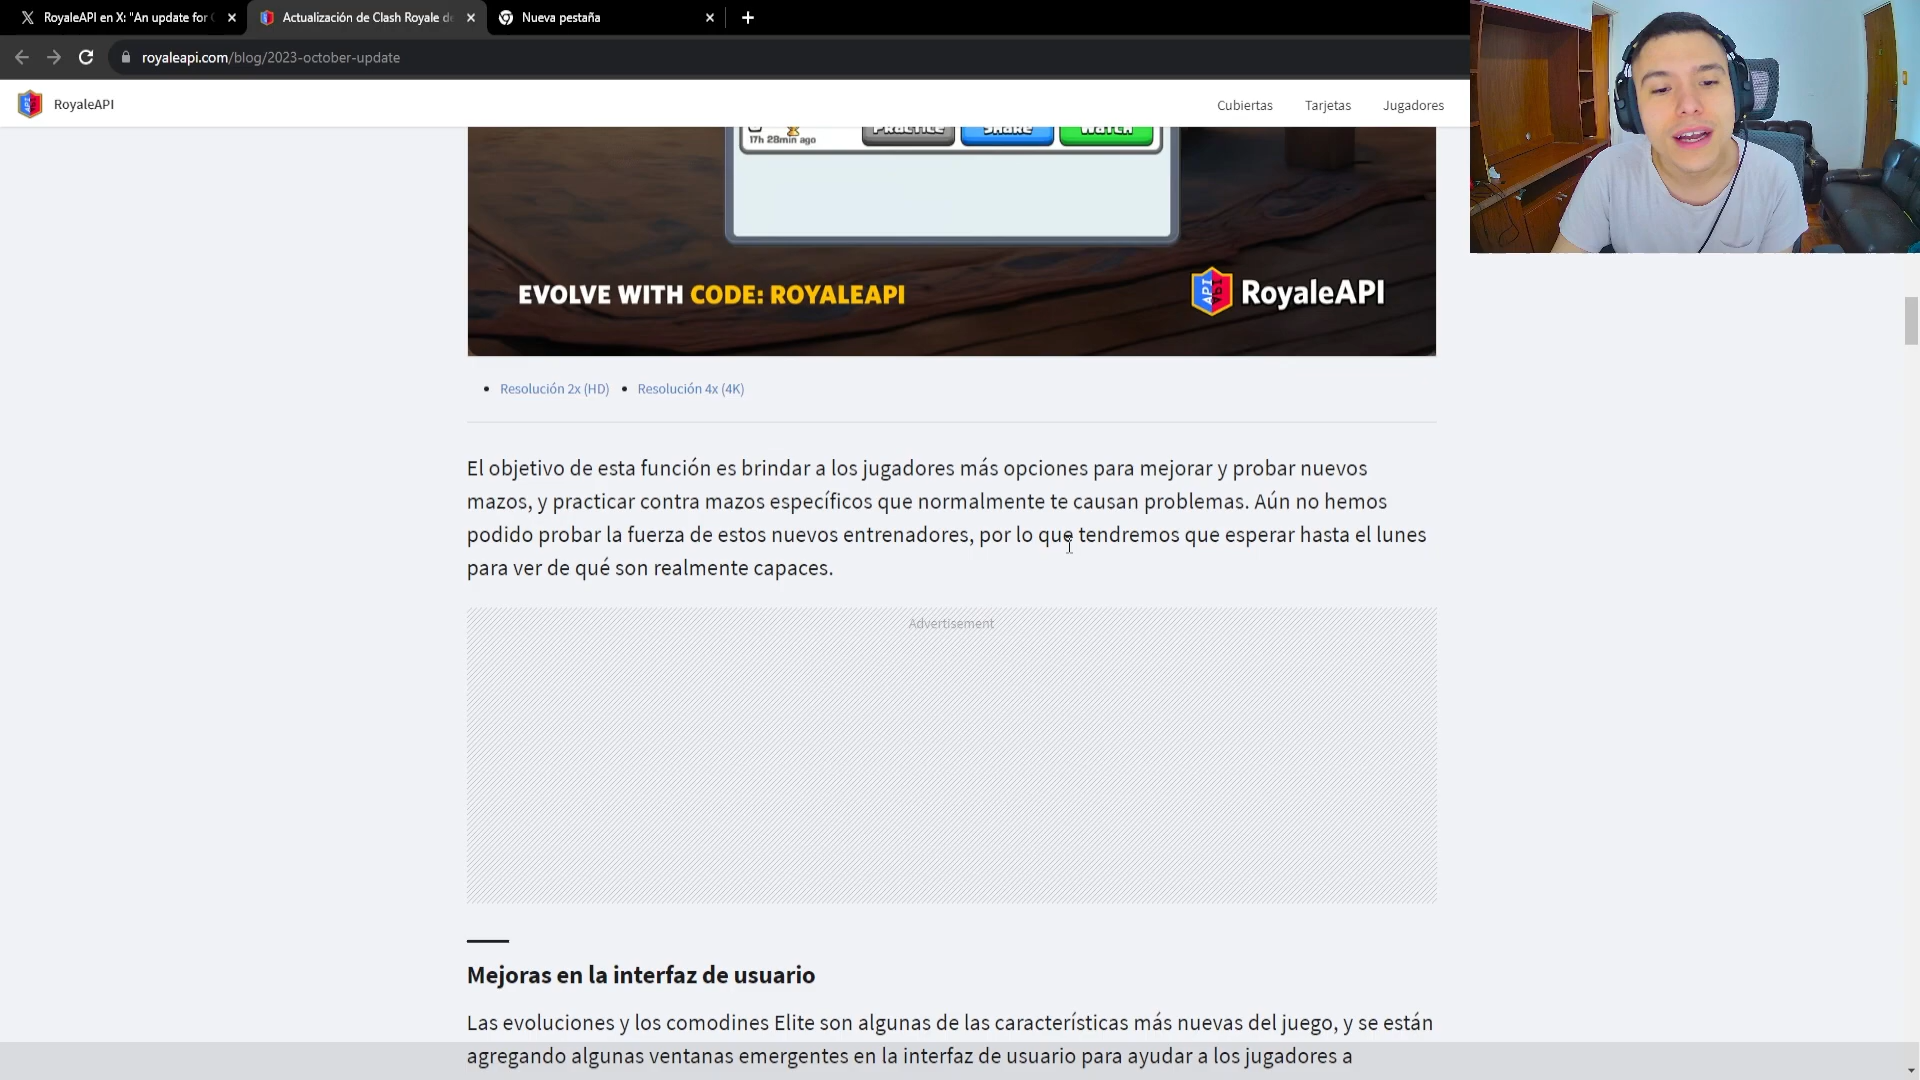 RoyaleAPI en X: "An update for
Actualización de Clash Royale de
Nueva pestaña
royaleapi.com/blog/2023-october-update
RoyaleAPI
Cubiertas
Tarjetas
Jugadores
17h 28min ago
PRACTICE
SHARE
WATCH
EVOLVE WITH CODE: ROYALEAPI
API
RoyaleAPI
• Resolución 2x (HD) • Resolución 4x (4K)
El objetivo de esta función es brindar a los jugadores más opciones para mejorar y probar nuevos
mazos, y practicar contra mazos específicos que normalmente te causan problemas. Aún no hemos
podido probar la fuerza de estos nuevos entrenadores, por lo que tendremos que esperar hasta el lunes
para ver de qué son realmente capaces.
Advertisement
Mejoras en la interfaz de usuario
Las evoluciones y los comodines Elite son algunas de las características más nuevas del juego, y se están
agregando algunas ventanas emergentes en la interfaz de usuario para ayudar a los jugadores a